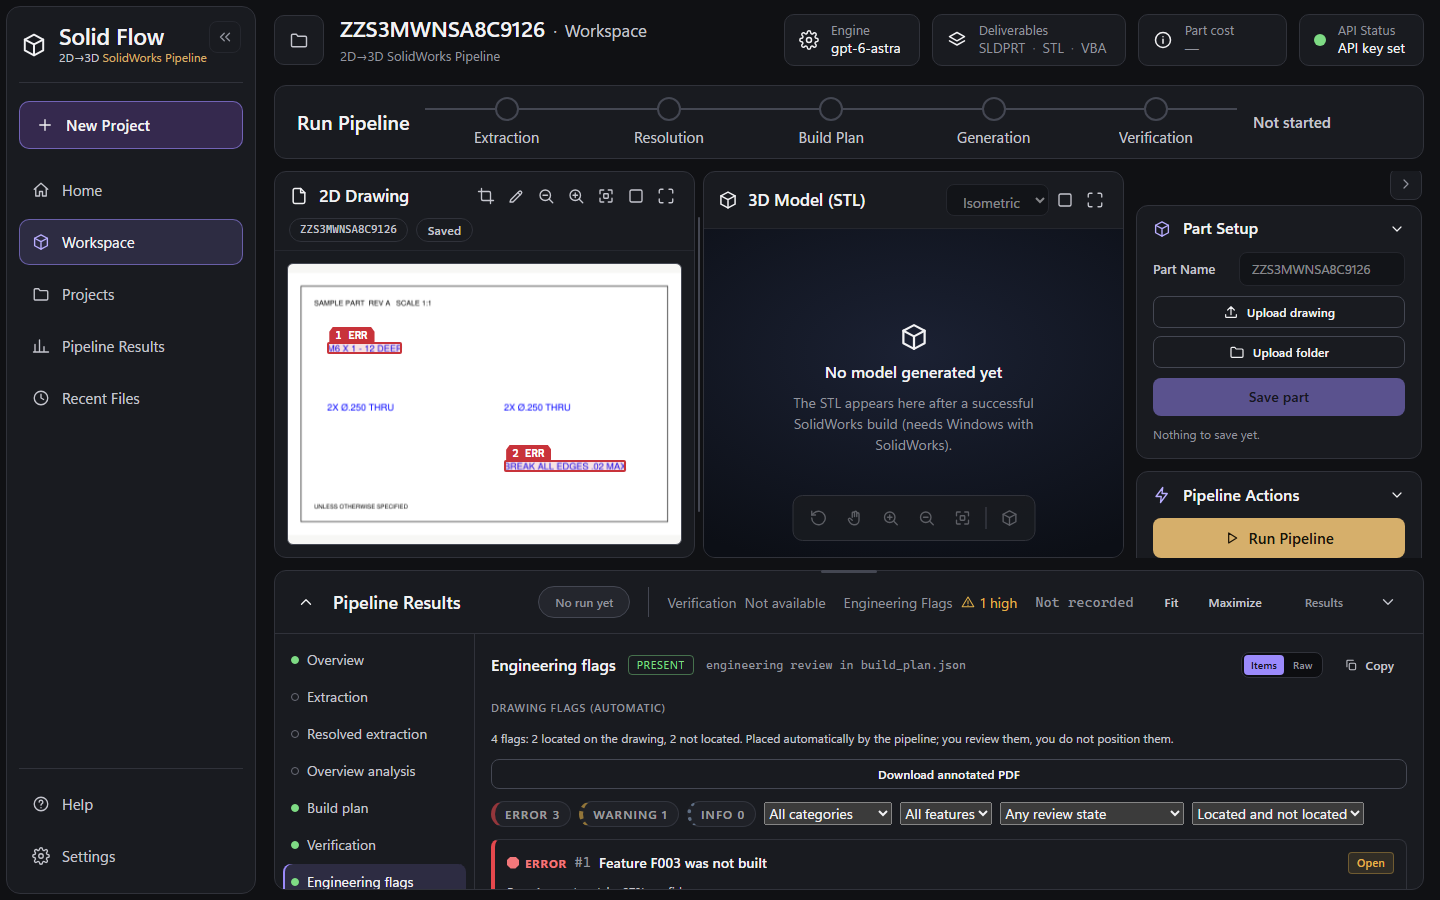 Solid Flow
2D→3D SolidWorks Pipeline
New Project
Home
Workspace
Projects
Pipeline Results
Recent Files
Help
Settings
ZZS3MWNSA8C9126 · Workspace
2D→3D SolidWorks Pipeline
Engine
gpt-6-astra
Deliverables
SLDPRT · STL · VBA
Part cost
—
API Status
API key set
Run Pipeline
Extraction
Resolution
Build Plan
Generation
Verification
Not started
2D Drawing
ZZS3MWNSA8C9126
Saved
SAMPLE PART REV A SCALE 1:1
1 ERR
M6 X 1 - 12 DEEP
2X Ø.250 THRU
2X Ø.250 THRU
2 ERR
BREAK ALL EDGES .02 MAX
UNLESS OTHERWISE SPECIFIED
3D Model (STL)
Isometric
No model generated yet
The STL appears here after a successful
SolidWorks build (needs Windows with
SolidWorks).
Part Setup
Part Name
ZZS3MWNSA8C9126
Upload drawing
Upload folder
Save part
Nothing to save yet.
Pipeline Actions
Run Pipeline
Pipeline Results
No run yet
Verification Not available
Engineering Flags
1 high
Not recorded
Fit
Maximize
Results
Overview
Extraction
Resolved extraction
Overview analysis
Build plan
Verification
Engineering flags
Engineering flags
PRESENT
engineering review in build_plan.json
Items
Raw
Copy
DRAWING FLAGS (AUTOMATIC)
4 flags: 2 located on the drawing, 2 not located. Placed automatically by the pipeline; you review them, you do not position them.
Download annotated PDF
ERROR 3
WARNING 1
INFO 0
All categories
All features
Any review state
Located and not located
ERROR #1 Feature F003 was not built
Open